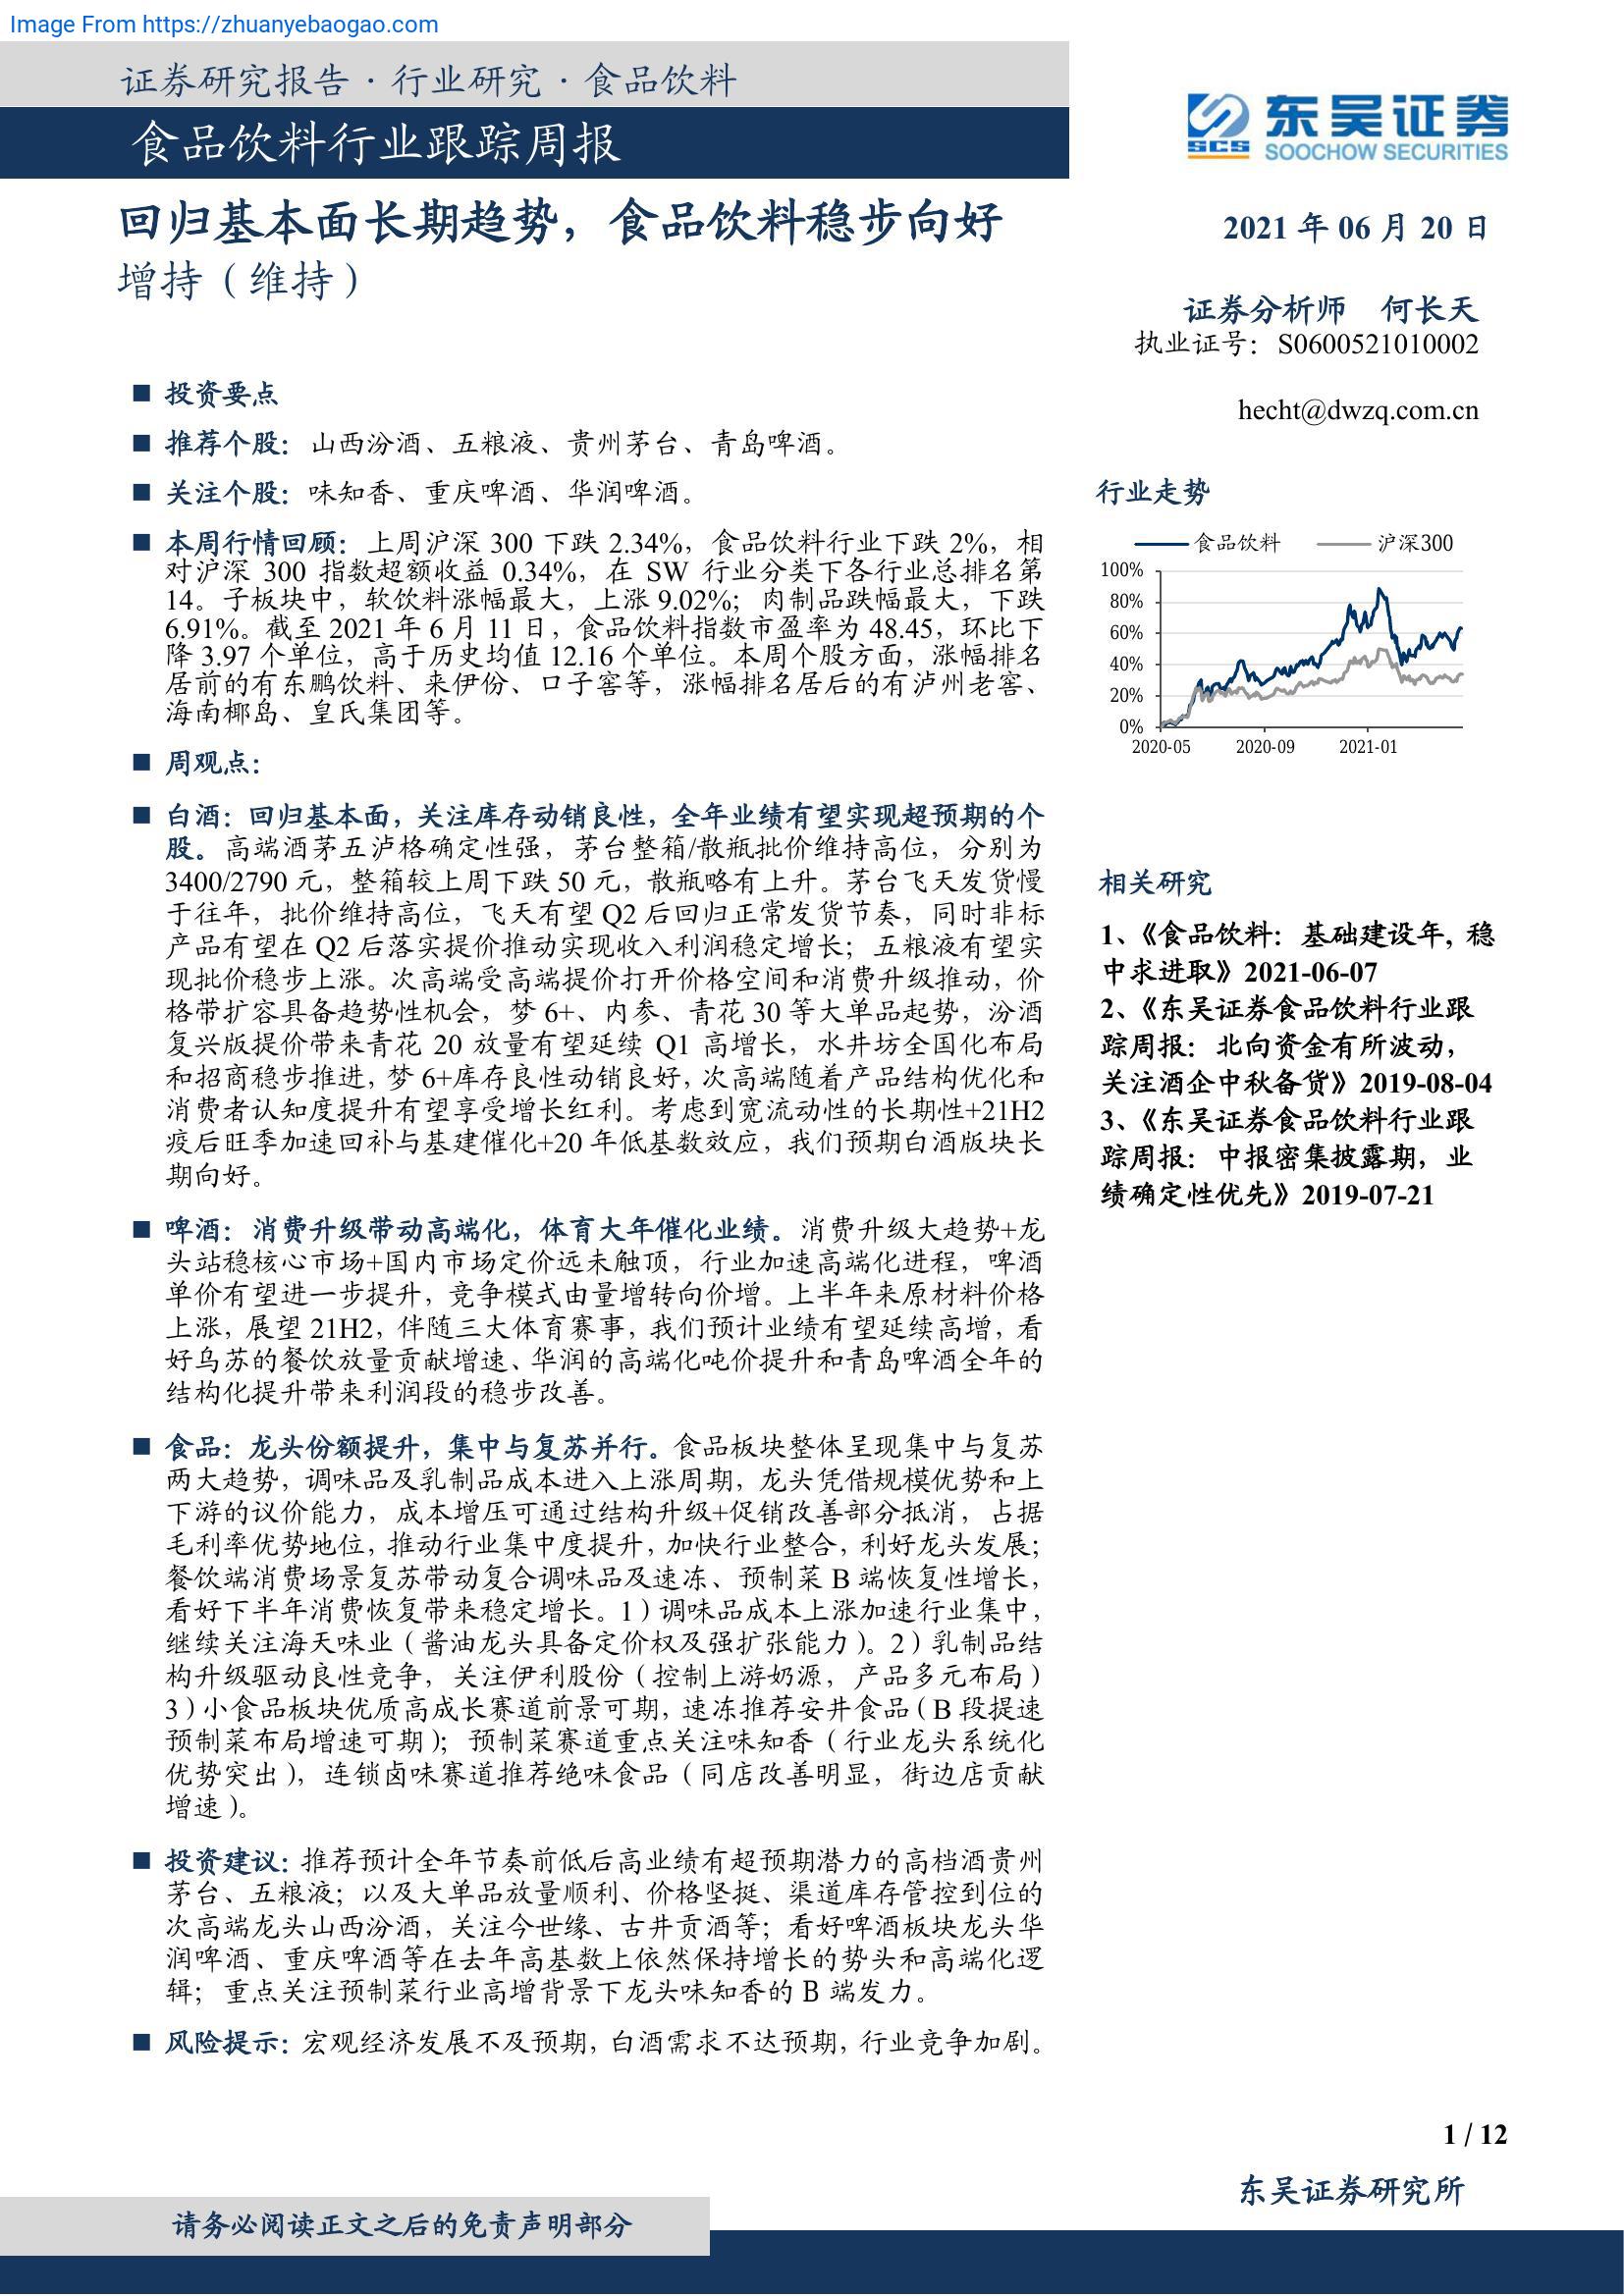 Image From https://zhuanyebaogao.com
证券研究报告·行业研究·食品饮料
食品饮料行业跟踪周报
东吴证券
SCS
SOOCHOW SECURITIES
回归基本面长期趋势，食品饮料稳步向好
增持（维持）
■ 投资要点
■ 推荐个股：山西汾酒、五粮液、贵州茅台、青岛啤酒。
■ 关注个股：味知香、重庆啤酒、华润啤酒。
■ 本周行情回顾：上周沪深 300 下跌 2.34%，食品饮料行业下跌 2%，相
对沪深 300 指数超额收益 0.34%，在 SW 行业分类下各行业总排名第
14。子板块中，软饮料涨幅最大，上涨 9.02%；肉制品跌幅最大，下跌
6.91%。截至 2021 年 6 月 11 日，食品饮料指数市盈率为 48.45，环比下
降 3.97 个单位，高于历史均值 12.16 个单位。本周个股方面，涨幅排名
居前的有东鹏饮料、来伊份、口子窖等，涨幅排名居后的有泸州老窖、
海南椰岛、皇氏集团等。
■ 周观点：
■ 白酒：回归基本面，关注库存动销良性，全年业绩有望实现超预期的个
股。高端酒茅五泸格确定性强，茅台整箱/散瓶批价维持高位，分别为
3400/2790 元，整箱较上周下跌 50 元，散瓶略有上升。茅台飞天发货慢
于往年，批价维持高位，飞天有望 Q2 后回归正常发货节奏，同时非标
产品有望在 Q2 后落实提价推动实现收入利润稳定增长；五粮液有望实
现批价稳步上涨。次高端受高端提价打开价格空间和消费升级推动，价
格带扩容具备趋势性机会，梦 6+、内参、青花 30 等大单品起势，汾酒
复兴版提价带来青花 20 放量有望延续 Q1 高增长，水井坊全国化布局
和招商稳步推进，梦 6+库存良性动销良好，次高端随着产品结构优化和
消费者认知度提升有望享受增长红利。考虑到宽流动性的长期性+21H2
疫后旺季加速回补与基建催化+20 年低基数效应，我们预期白酒版块长
期向好。
■ 啤酒：消费升级带动高端化，体育大年催化业绩。消费升级大趋势+龙
头站稳核心市场+国内市场定价远未触顶，行业加速高端化进程，啤酒
单价有望进一步提升，竞争模式由量增转向价增。上半年来原材料价格
上涨，展望 21H2，伴随三大体育赛事，我们预计业绩有望延续高增，看
好乌苏的餐饮放量贡献增速、华润的高端化吨价提升和青岛啤酒全年的
结构化提升带来利润段的稳步改善。
■ 食品：龙头份额提升，集中与复苏并行。食品板块整体呈现集中与复苏
两大趋势，调味品及乳制品成本进入上涨周期，龙头凭借规模优势和上
下游的议价能力，成本增压可通过结构升级+促销改善部分抵消，占据
毛利率优势地位，推动行业集中度提升，加快行业整合，利好龙头发展；
餐饮端消费场景复苏带动复合调味品及速冻、预制菜 B 端恢复性增长，
看好下半年消费恢复带来稳定增长。1）调味品成本上涨加速行业集中，
继续关注海天味业（酱油龙头具备定价权及强扩张能力）。2）乳制品结
构升级驱动良性竞争，关注伊利股份（控制上游奶源，产品多元布局）
3）小食品板块优质高成长赛道前景可期，速冻推荐安井食品（B 段提速
预制菜布局增速可期）；预制菜赛道重点关注味知香（行业龙头系统化
优势突出），连锁卤味赛道推荐绝味食品（同店改善明显，街边店贡献
增速）。
■ 投资建议：推荐预计全年节奏前低后高业绩有超预期潜力的高档酒贵州
茅台、五粮液；以及大单品放量顺利、价格坚挺、渠道库存管控到位的
次高端龙头山西汾酒，关注今世缘、古井贡酒等；看好啤酒板块龙头华
润啤酒、重庆啤酒等在去年高基数上依然保持增长的势头和高端化逻
辑；重点关注预制菜行业高增背景下龙头味知香的 B 端发力。
■ 风险提示：宏观经济发展不及预期，白酒需求不达预期，行业竞争加剧。
2021 年 06 月 20 日
证券分析师 何长天
执业证号：S0600521010002
hecht@dwzq.com.cn
行业走势
食品饮料 沪深300
100%
80%
60%
40%
20%
0%
2020-05 2020-09 2021-01
相关研究
1、《食品饮料：基础建设年，稳
中求进取》2021-06-07
2、《东吴证券食品饮料行业跟
踪周报：北向资金有所波动，
关注酒企中秋备货》2019-08-04
3、《东吴证券食品饮料行业跟
踪周报：中报密集披露期，业
绩确定性优先》2019-07-21
1 / 12
东吴证券研究所
请务必阅读正文之后的免责声明部分